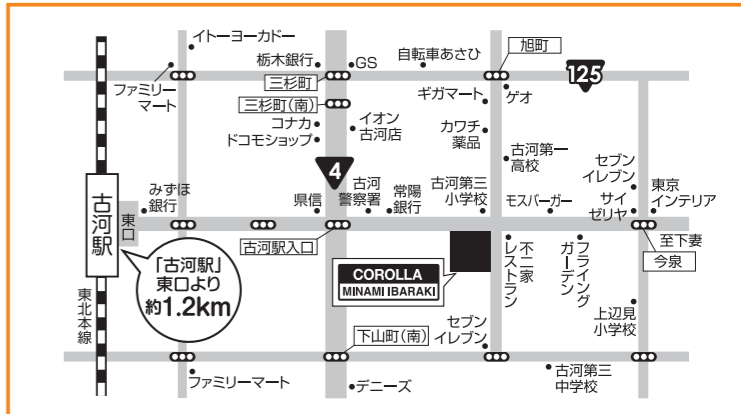 イトーヨーカドー
栃木銀行
GS
自転車あさひ
旭町
ファミリー
マート
三杉町
125
三杉町(南)
ギガマート
ゲオ
コナカ
ドコモショップ
イオン
古河店
カワチ
薬品
4
古河第一
高校
セブン
イレブン
みずほ
銀行
県信
古河
警察署
常陽
銀行
古河第三
小学校
モスバーガー
サイ
ゼリヤ
東京
インテリア
古河駅
東口
古河駅入口
至下妻
今泉
「古河駅」
東口より
約1.2km
COROLLA
MINAMI IBARAKI
不二家
レストラン
フライング
ガーデン
東北本線
上辺見
小学校
下山町(南)
セブン
イレブン
ファミリーマート
デニーズ
古河第三
中学校